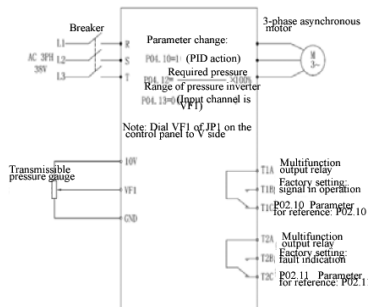 Breaker
3-phase asynchronous
motor
L1
R
Parameter change:
AC 3PH
38V
L2
S
P04.10=1: (PID action)
M
3~
L3
T
P04.12=
Required pressure
×100%
Range of pressure inverter
P04.13=0(Input channel is
VF1)
Note: Dial VF1 of JP1 on the
control panel to V side
10V
Transmissible
pressure gauge
VF1
GND
T1A
Multifunction
output relay
T1B
Factory setting:
signal in operation
T1C
P02.10 Parameter
for reference: P02.10
T2A
Multifunction
output relay
T2B
Factory setting:
fault indication
T2C
P02.11 Parameter
for reference: P02.1